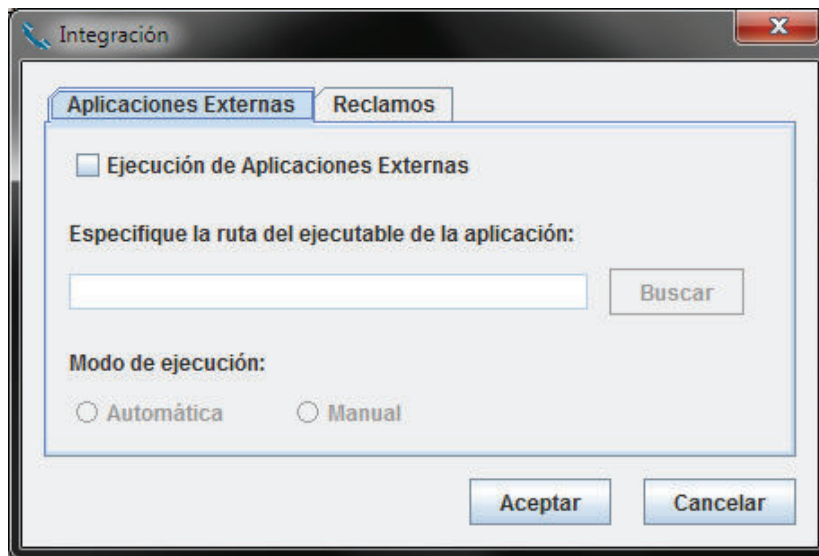 Integración
Aplicaciones Externas Reclamos
Ejecución de Aplicaciones Externas
Especifique la ruta del ejecutable de la aplicación:
Buscar
Modo de ejecución:
Automática Manual
Aceptar Cancelar